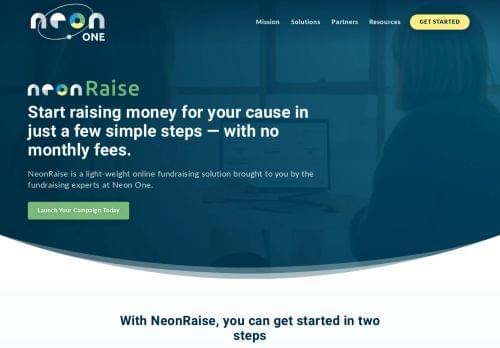 neon
ONE
Mission Solutions Partners Resources GET STARTED
neonRaise
Start raising money for your cause in
just a few simple steps — with no
monthly fees.
NeonRaise is a light-weight online fundraising solution brought to you by the
fundraising experts at Neon One.
Launch Your Campaign Today
With NeonRaise, you can get started in two
steps